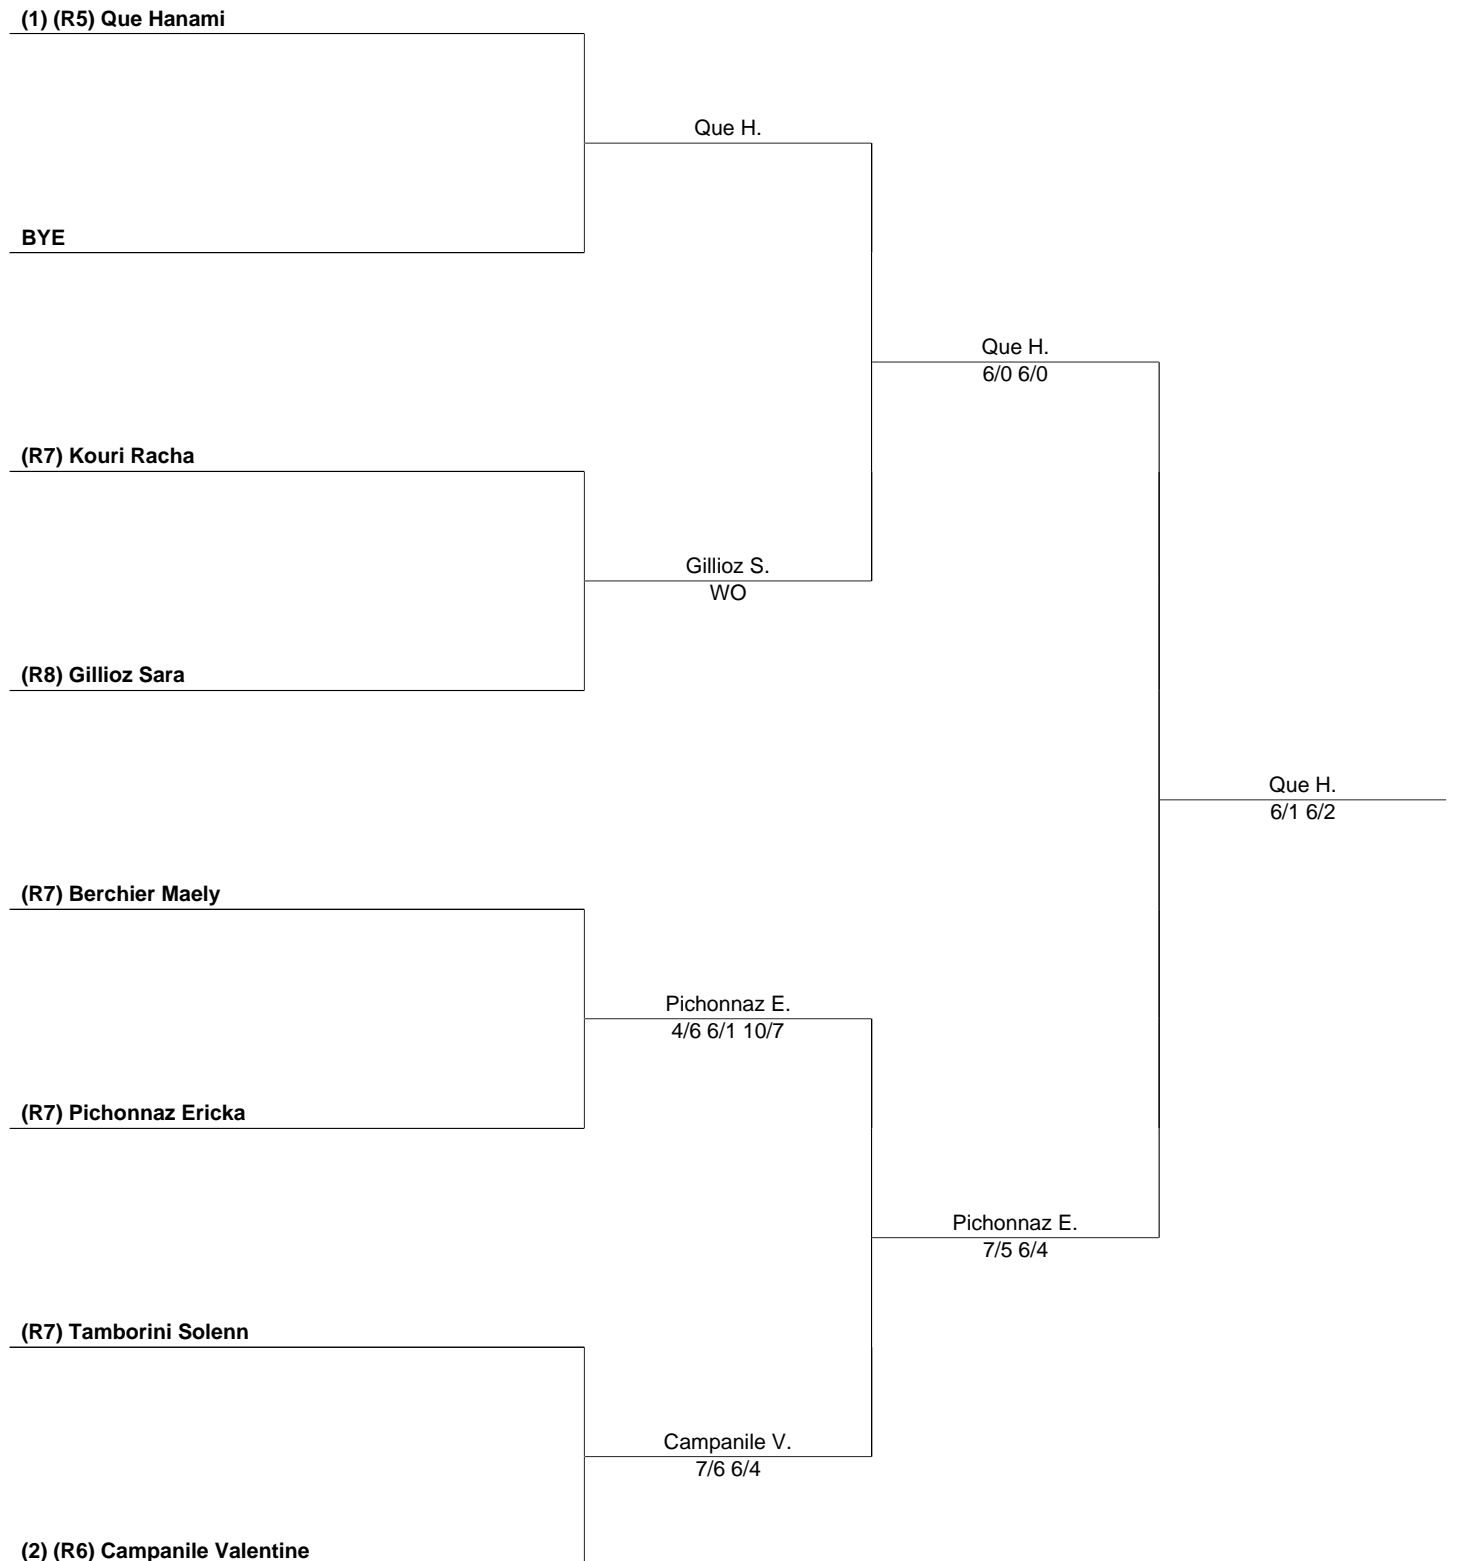 (1) (R5) Que Hanami
Que H.
BYE
Que H.
6/0 6/0
(R7) Kouri Racha
Gillioz S.
WO
(R8) Gillioz Sara
Que H.
6/1 6/2
(R7) Berchier Maely
Pichonnaz E.
4/6 6/1 10/7
(R7) Pichonnaz Ericka
Pichonnaz E.
7/5 6/4
(R7) Tamborini Solenn
Campanile V.
7/6 6/4
(2) (R6) Campanile Valentine